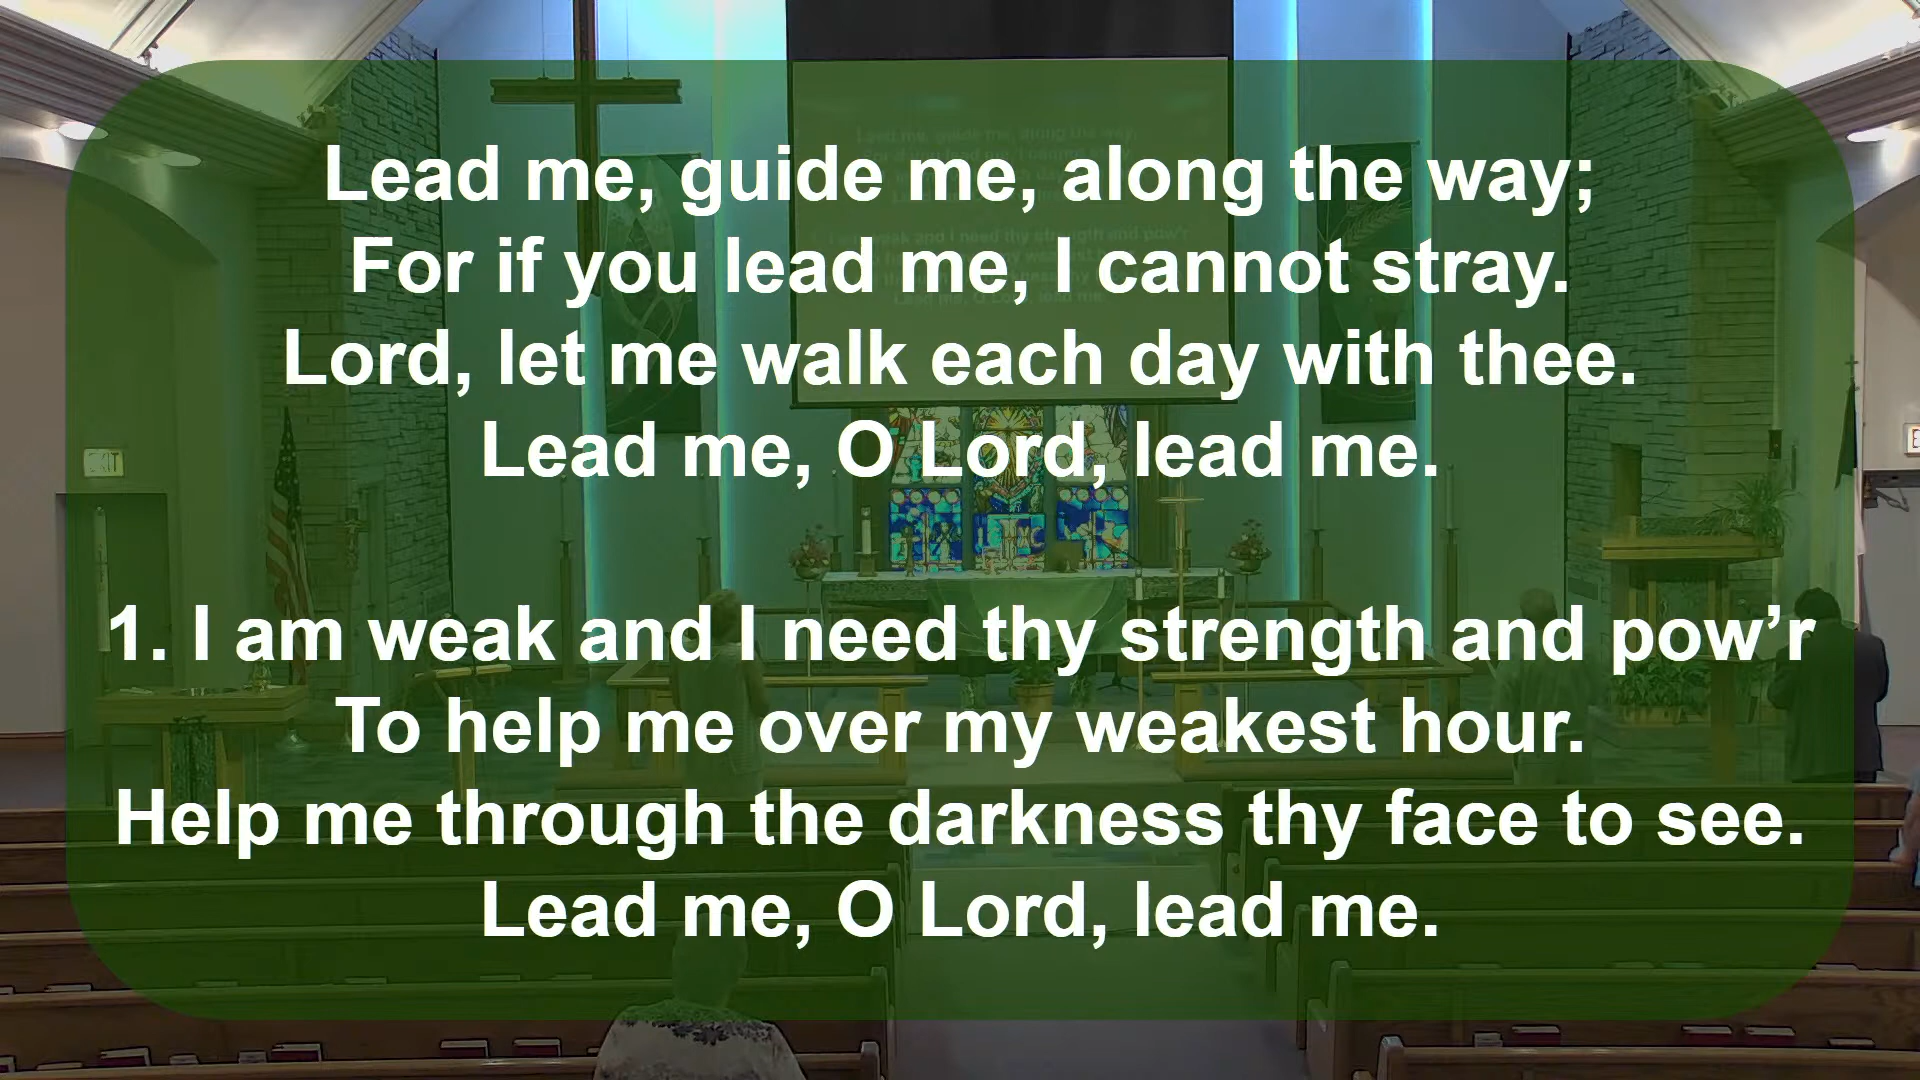 Lead me, guide me, along the way;
For if you lead me, I cannot stray.
Lord, let me walk each day with thee.
Lead me, O Lord, lead me.
1. I am weak and I need thy strength and pow’r
To help me over my weakest hour.
Help me through the darkness thy face to see.
Lead me, O Lord, lead me.
EXIT